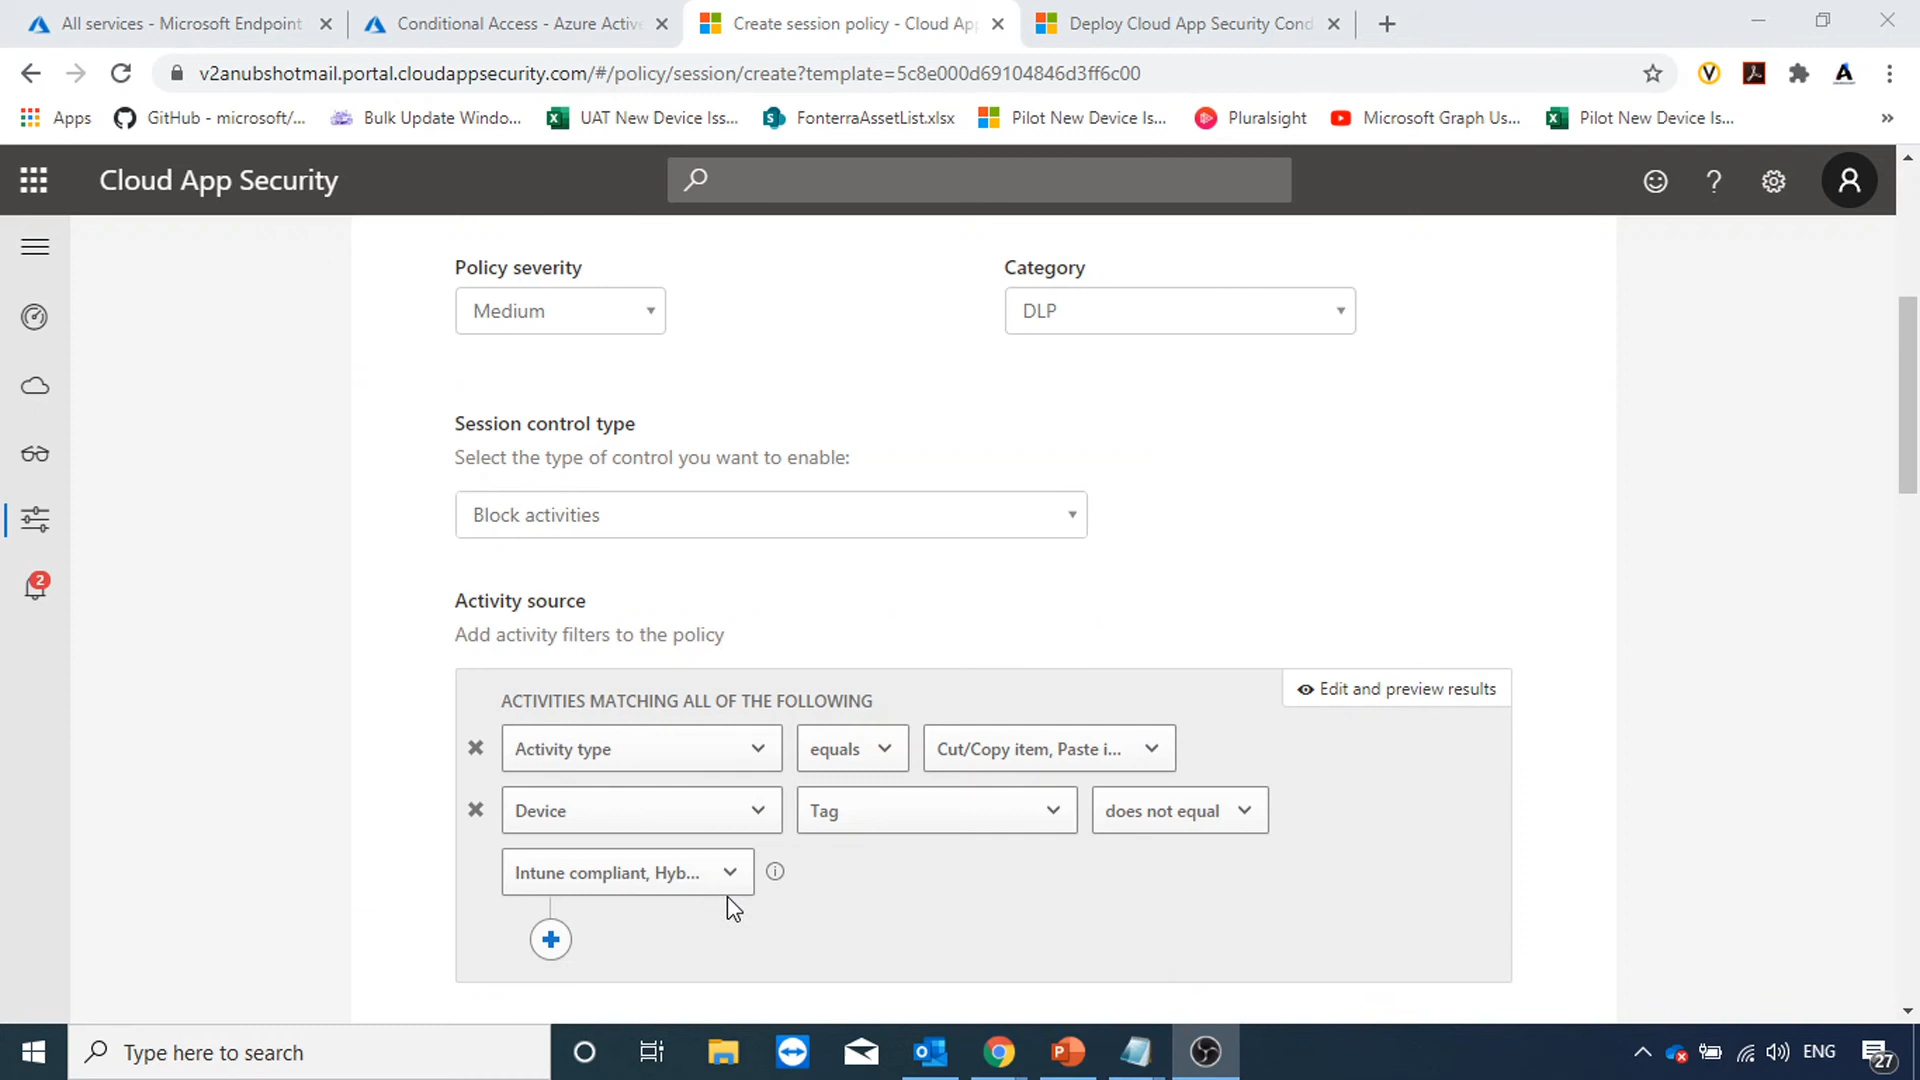 All services - Microsoft Endpoint
Conditional Access - Azure Active
Create session policy - Cloud App
Deploy Cloud App Security Cond
v2anubshotmail.portal.cloudappsecurity.com/#/policy/session/create?template=5c8e000d69104846d3ff6c00
Apps
GitHub - microsoft/...
Bulk Update Windo...
UAT New Device Iss...
FonterraAssetList.xlsx
Pilot New Device Is...
Pluralsight
Microsoft Graph Us...
Pilot New Device Is...
»
Cloud App Security
Policy severity
Category
Medium
DLP
Session control type
Select the type of control you want to enable:
Block activities
2
Activity source
Add activity filters to the policy
Edit and preview results
ACTIVITIES MATCHING ALL OF THE FOLLOWING
Activity type
equals
Cut/Copy item, Paste i...
Device
Tag
does not equal
Intune compliant, Hyb...
Type here to search
ENG
27